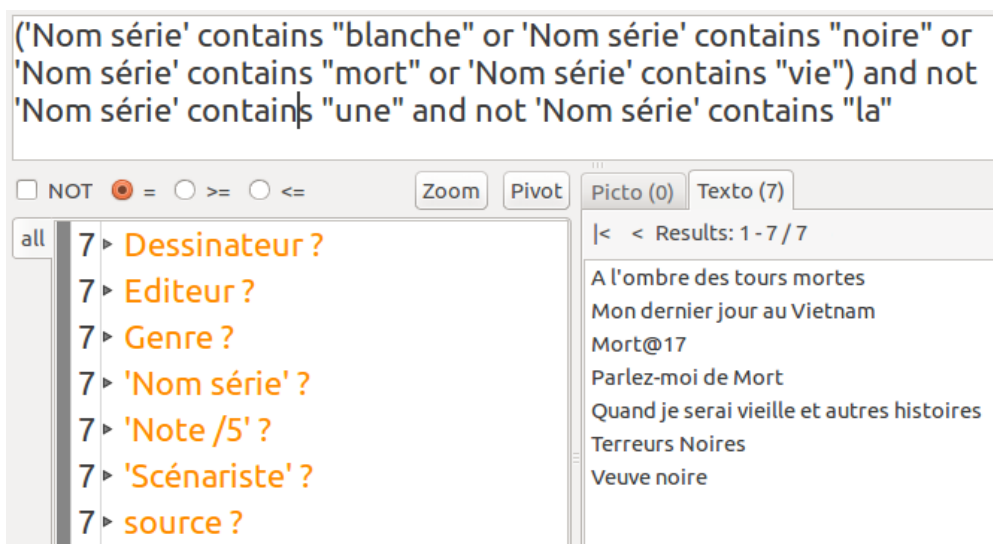 ('Nom série' contains "blanche" or 'Nom série' contains "noire" or
'Nom série' contains "mort" or 'Nom série' contains "vie") and not
'Nom série' contains "une" and not 'Nom série' contains "la"
NOT = >= <= Zoom Pivot
Picto (0) Texto (7)
all
7 Dessinateur ?
7 Editeur ?
7 Genre ?
7 'Nom série' ?
7 'Note /5' ?
7 'Scénariste' ?
7 source ?
|< < Results: 1 - 7 / 7
A l'ombre des tours mortes
Mon dernier jour au Vietnam
Mort@17
Parlez-moi de Mort
Quand je serai vieille et autres histoires
Terreurs Noires
Veuve noire